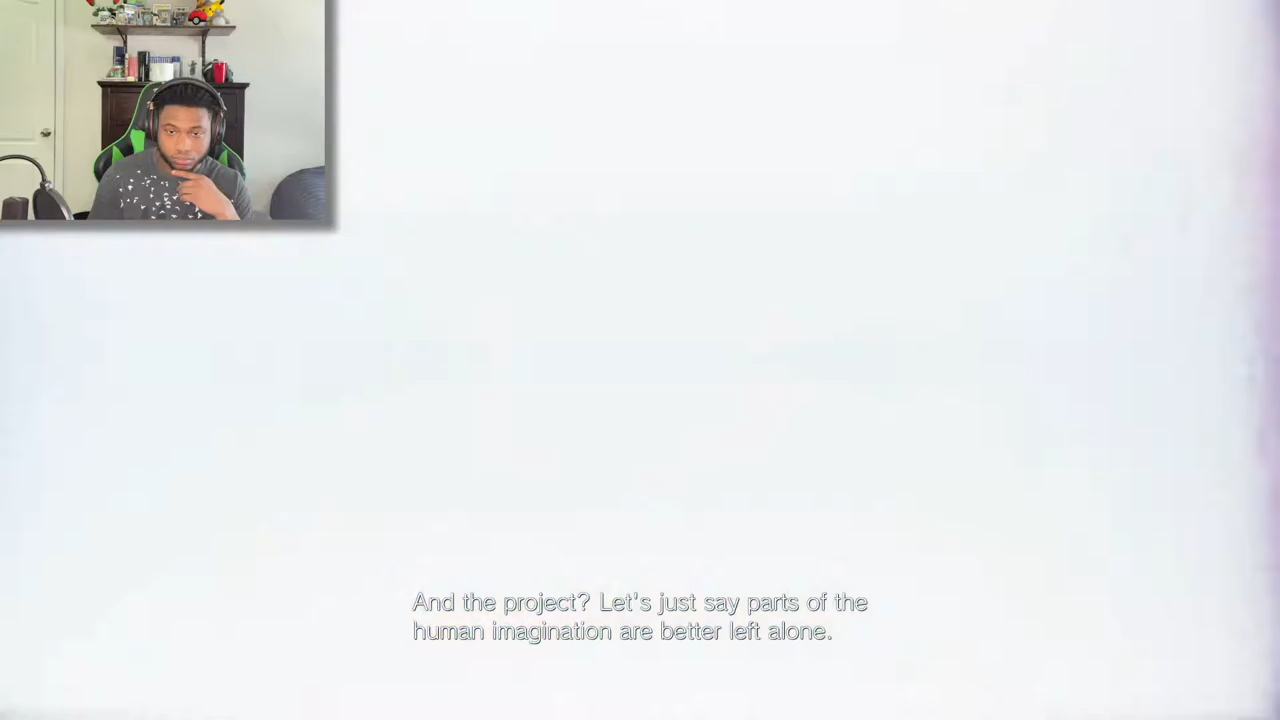 And the project? Let's just say parts of the
human imagination are better left alone.